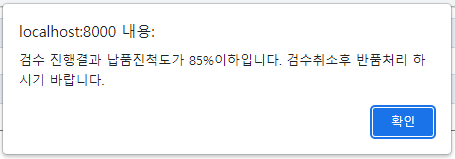 localhost:8000 내용:
검수 진행결과 납품진척도가 85%이하입니다. 검수취소후 반품처리 하
시기 바랍니다.
확인